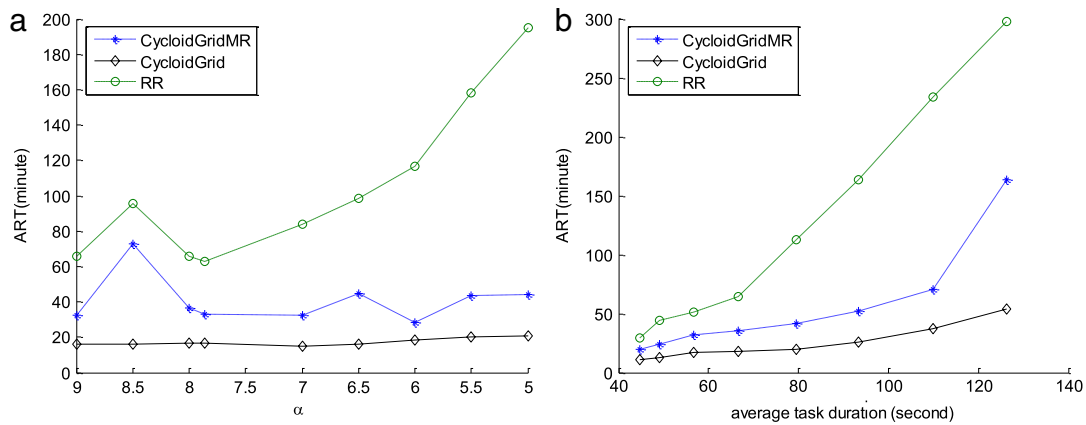 a
200
180
160
140
120
100
80
60
40
20
0
ART(minute)
CycloidGridMR
CycloidGrid
RR
9 8.5 8 7.5 7 6.5 6 5.5 5
α
b
300
250
200
150
100
50
0
ART(minute)
CycloidGridMR
CycloidGrid
RR
40 60 80 100 120 140
average task duration (second)